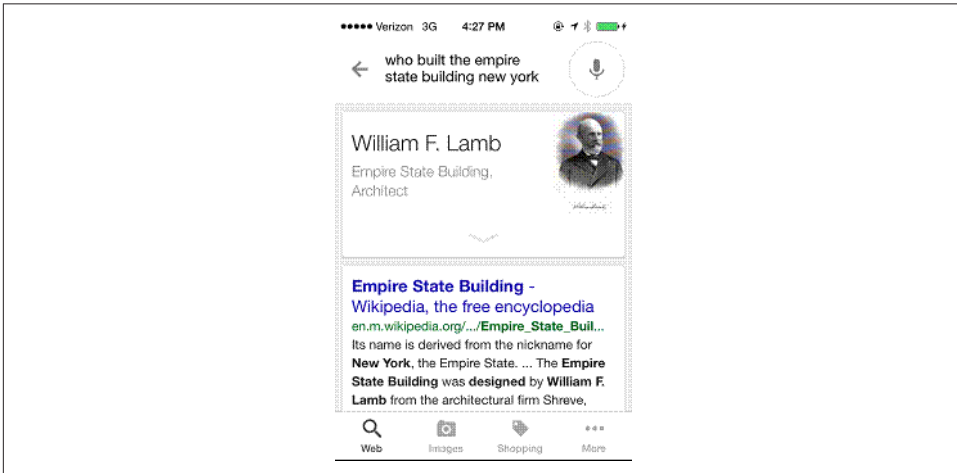 Verizon 3G 4:27 PM
who built the empire
state building new york
William F. Lamb
Empire State Building,
Architect
Empire State Building -
Wikipedia, the free encyclopedia
en.m.wikipedia.org/.../Empire_State_Buil...
Its name is derived from the nickname for
New York, the Empire State. ... The Empire
State Building was designed by William F.
Lamb from the architectural firm Shreve,
Web Images Shopping More